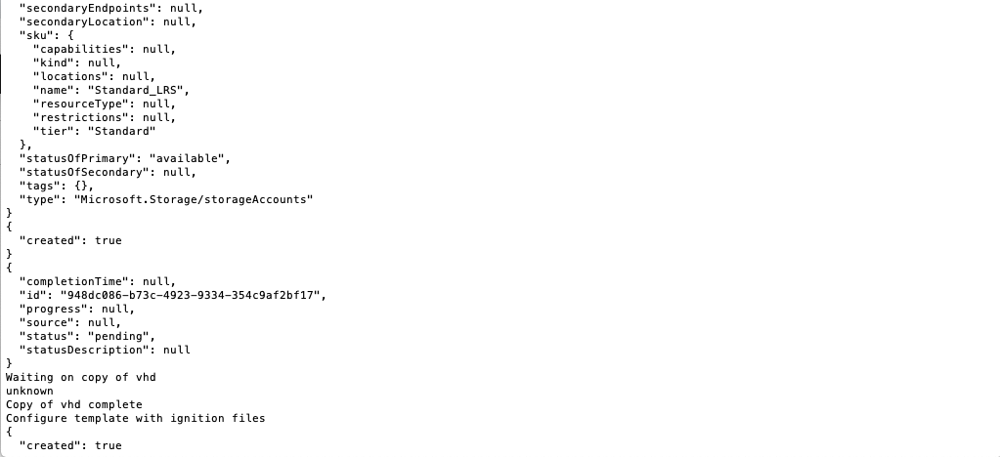 "secondaryEndpoints": null,
"secondaryLocation": null,
"sku": {
"capabilities": null,
"kind": null,
"locations": null,
"name": "Standard_LRS",
"resourceType": null,
"restrictions": null,
"tier": "Standard"
},
"statusOfPrimary": "available",
"statusOfSecondary": null,
"tags": {},
"type": "Microsoft.Storage/storageAccounts"
}
{
"created": true
}
{
"completionTime": null,
"id": "948dc086-b73c-4923-9334-354c9af2bf17",
"progress": null,
"source": null,
"status": "pending",
"statusDescription": null
}
Waiting on copy of vhd
unknown
Copy of vhd complete
Configure template with ignition files
{
"created": true